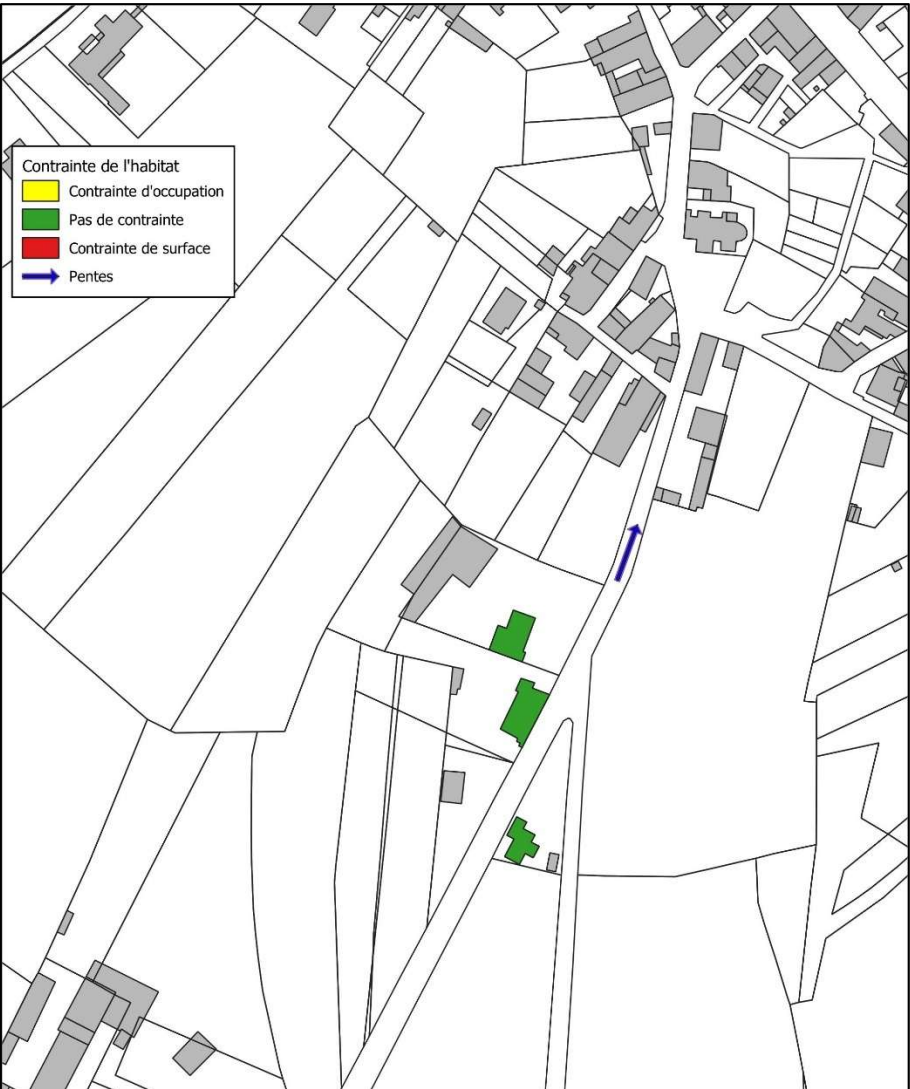 Contrainte de l'habitat
Contrainte d'occupation
Pas de contrainte
Contrainte de surface
Pentes